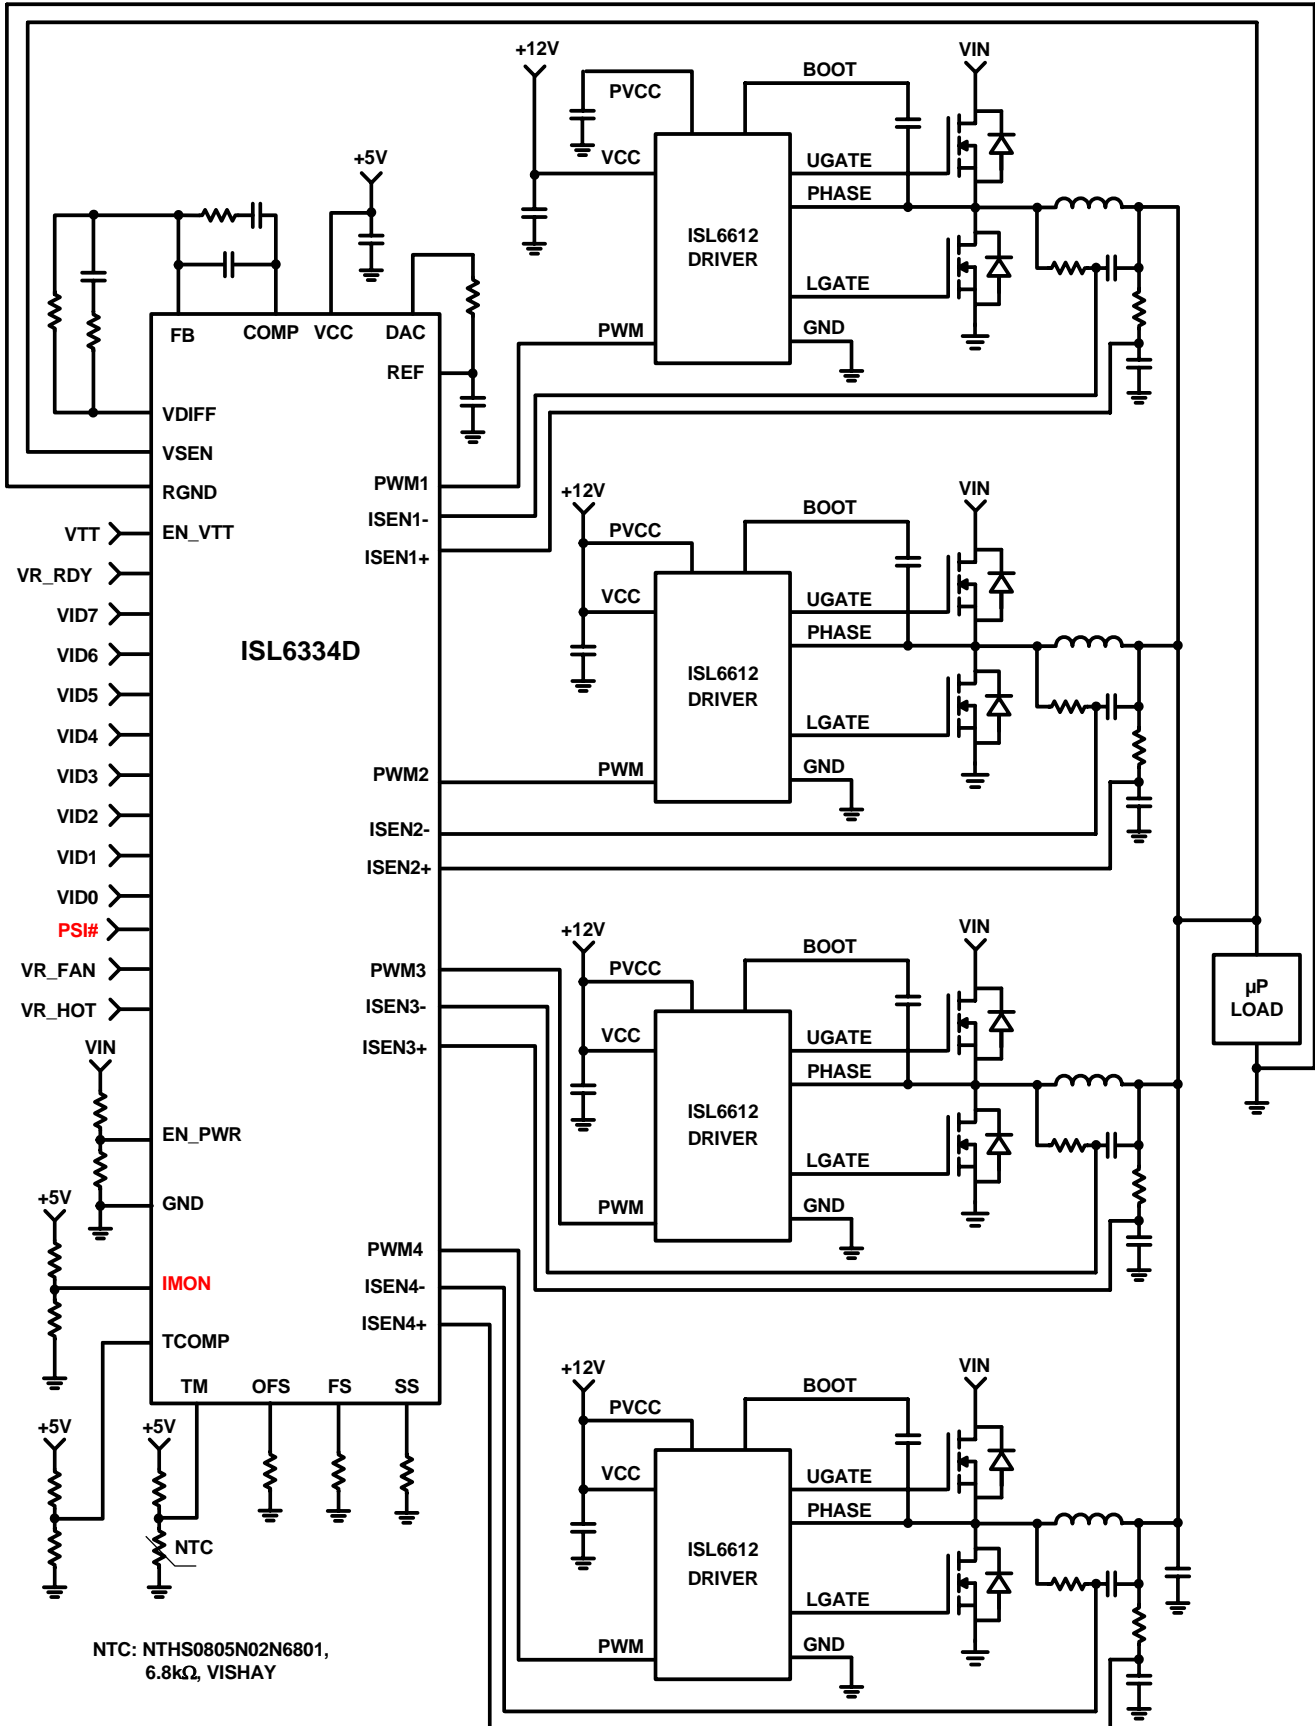 +12V
PVCC
BOOT
VIN
VCC
UGATE
PHASE
ISL6612
DRIVER
LGATE
GND
PWM
+5V
FB
COMP
VCC
DAC
REF
VDIFF
VSEN
RGND
VTT
EN_VTT
VR_RDY
VID7
VID6
VID5
VID4
VID3
VID2
VID1
VID0
PSI#
VR_FAN
VR_HOT
VIN
EN_PWR
GND
+5V
IMON
TCOMP
TM
OFS
FS
SS
+5V
+5V
NTC
ISL6334D
PWM1
ISEN1-
ISEN1+
PWM2
ISEN2-
ISEN2+
PWM3
ISEN3-
ISEN3+
PWM4
ISEN4-
ISEN4+
+12V
PVCC
BOOT
VIN
VCC
UGATE
PHASE
ISL6612
DRIVER
LGATE
GND
PWM
+12V
PVCC
BOOT
VIN
VCC
UGATE
PHASE
ISL6612
DRIVER
LGATE
GND
PWM
µP
LOAD
+12V
PVCC
BOOT
VIN
VCC
UGATE
PHASE
ISL6612
DRIVER
LGATE
GND
PWM
NTC: NTHS0805N02N6801,
6.8kΩ, VISHAY